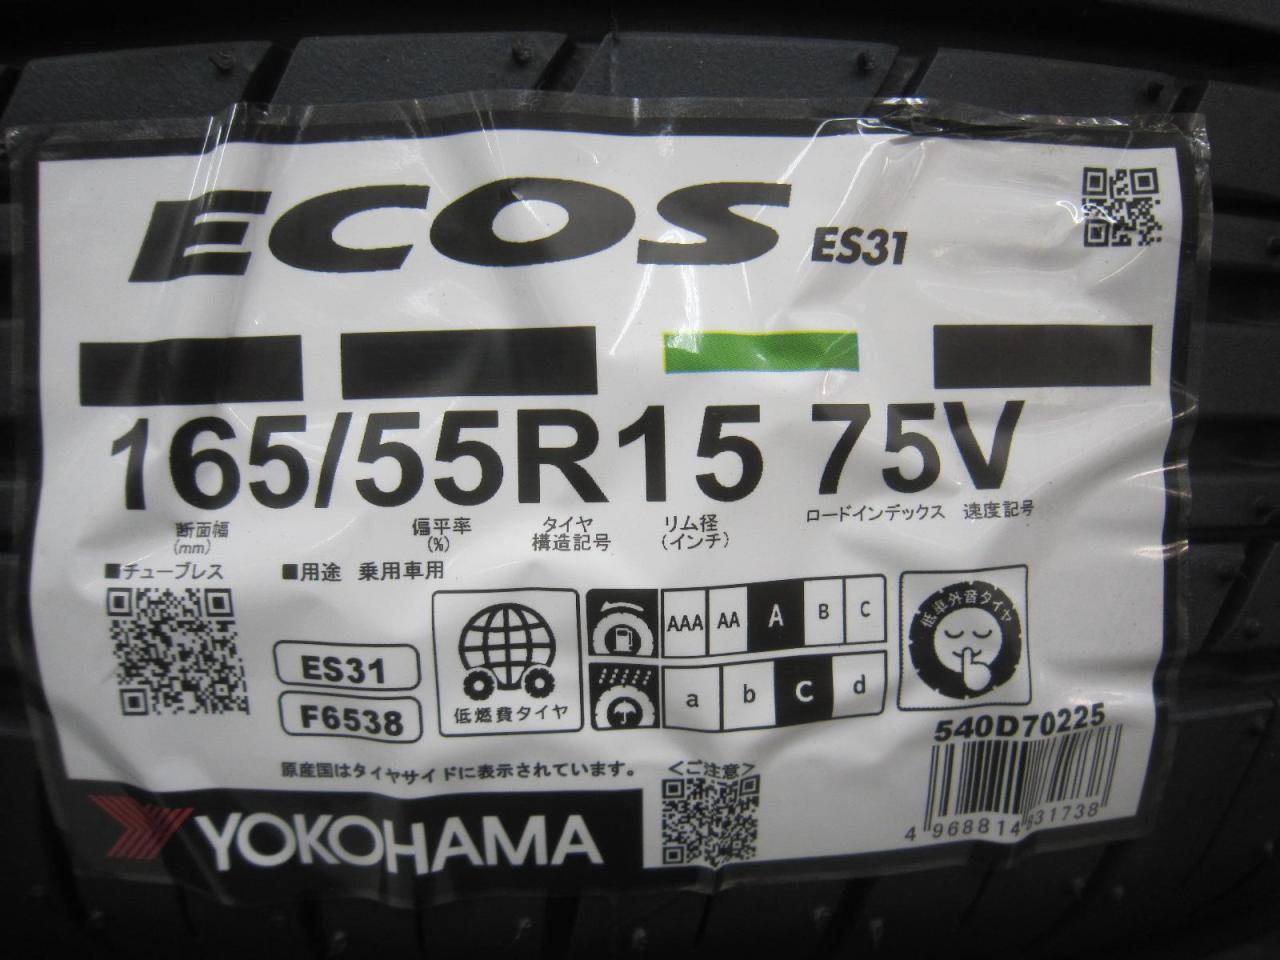 ECOS ES31
165/55R15 75V
断面幅 (mm) 偏平率 (%) タイヤ構造記号 リム径 (インチ) ロードインデックス 速度記号
■チューブレス ■用途 乗用車用
ES31
F6538
低燃費タイヤ
AAA AA A B C
a b c d
低車外音タイヤ
540D70225
4 968814 831738
原産国はタイヤサイドに表示されています。
<ご注意>
YOKOHAMA